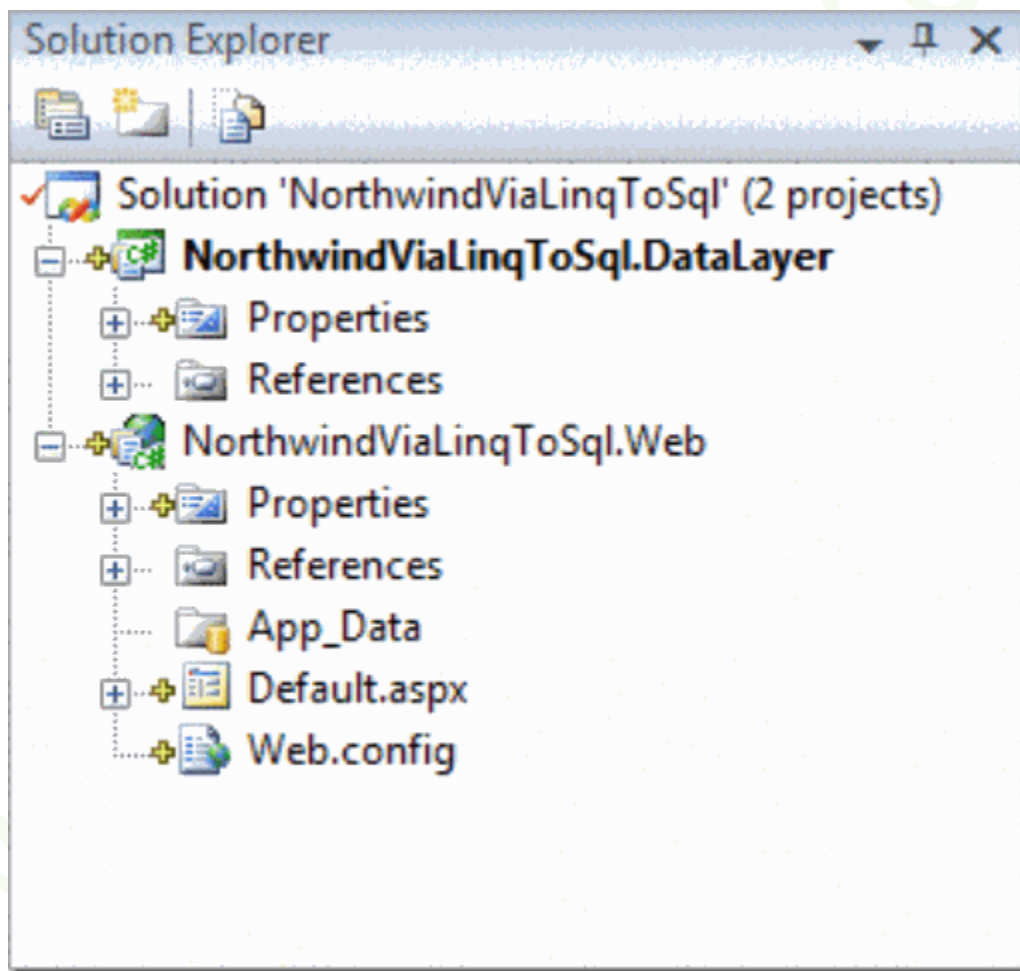 Solution Explorer
Solution 'NorthwindViaLinqToSql' (2 projects)
NorthwindViaLinqToSql.DataLayer
Properties
References
NorthwindViaLinqToSql.Web
Properties
References
App_Data
Default.aspx
Web.config